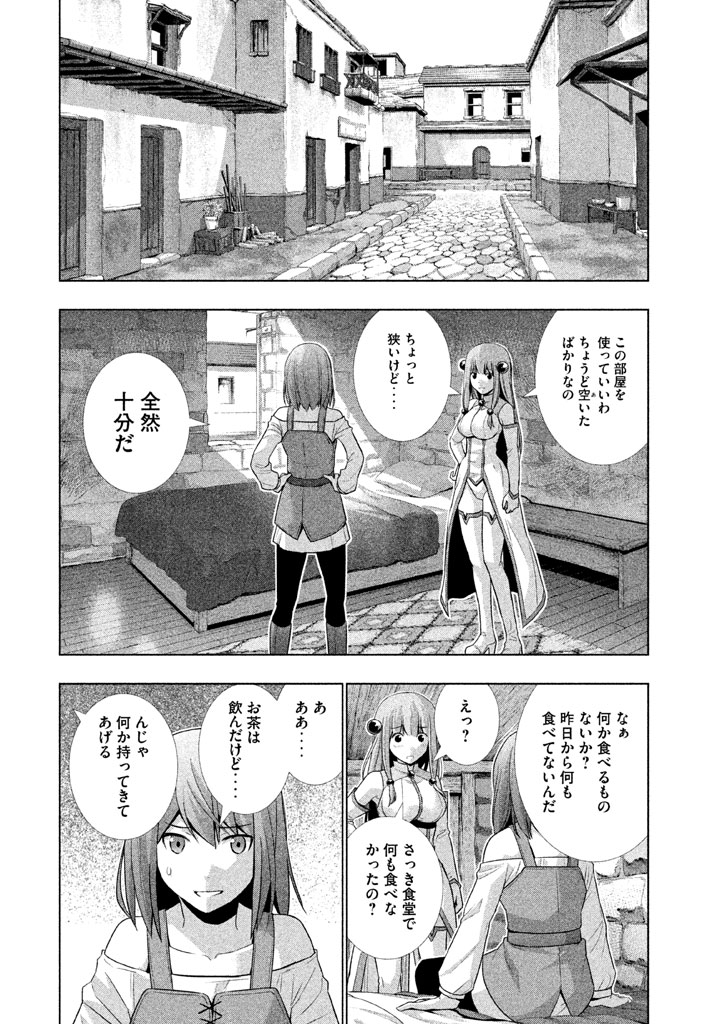 この部屋を
使っていいわ
ちょうど空いた
ばかりなの
ちょっと
狭いけど‥‥
全然
十分だ
なぁ
何か食べるもの
ないか？
昨日から何も
食べてないんだ
えっ？
さっき食堂で
何も食べな
かったの？
あ
ああ‥‥
お茶は
飲んだけど‥‥
んじゃ
何か持ってきて
あげる